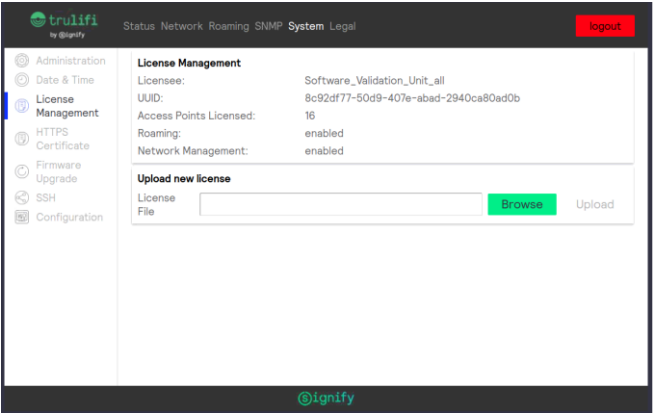 trulifi
by Signify
Status Network Roaming SNMP System Legal
logout
Administration
Date & Time
License
Management
HTTPS
Certificate
Firmware
Upgrade
SSH
Configuration
License Management
Licensee: Software_Validation_Unit_all
UUID: 8c92df77-50d9-407e-abad-2940ca80ad0b
Access Points Licensed: 16
Roaming: enabled
Network Management: enabled
Upload new license
License
File
Browse
Upload
Signify